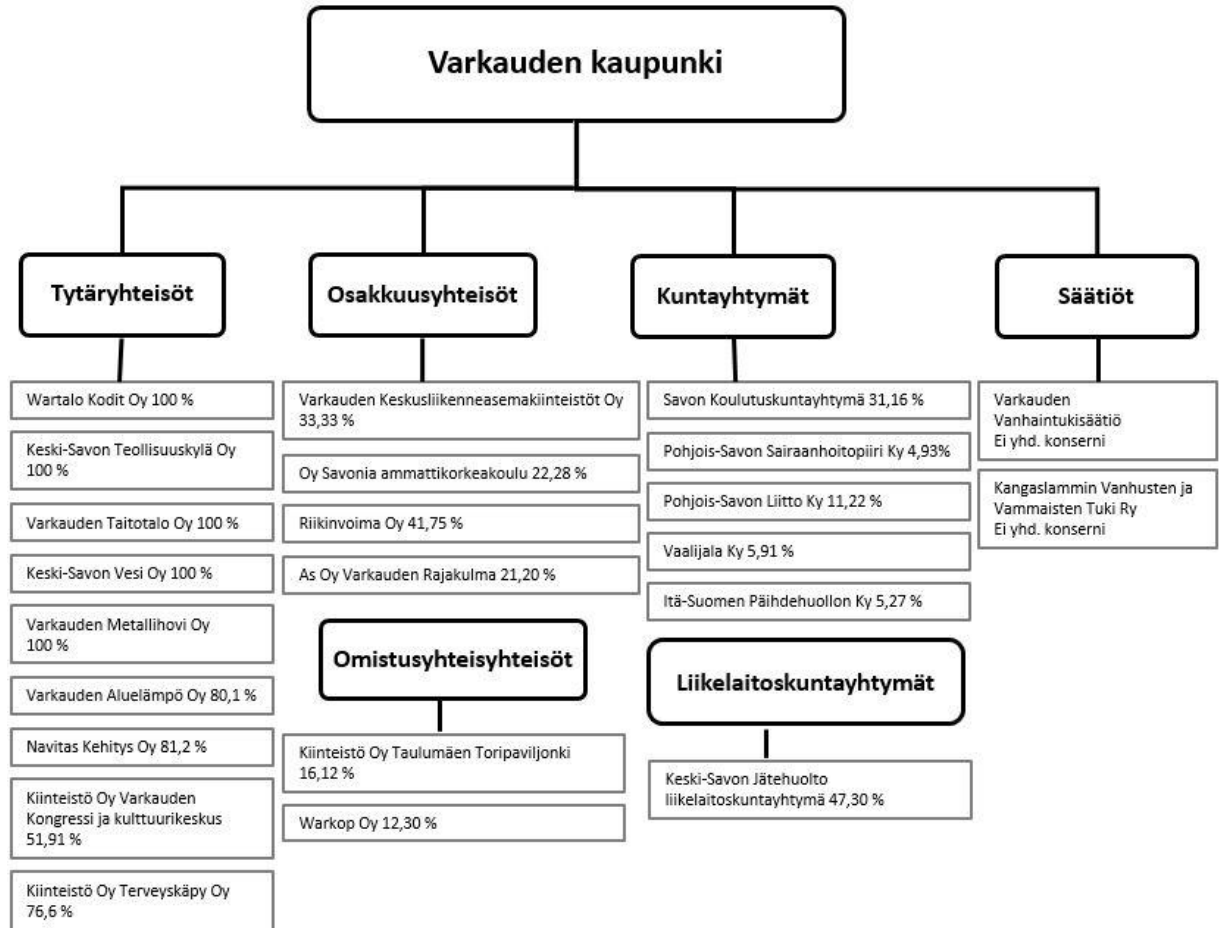 Varkauden kaupunki
Tytäryhteisöt
Wartalo Kodit Oy 100 %
Keski-Savon Teollisuuskylä Oy
100 %
Varkauden Taitotalo Oy 100 %
Keski-Savon Vesi Oy 100 %
Varkauden Metallihovi Oy
100 %
Varkauden Aluelämpö Oy 80,1 %
Navitas Kehitys Oy 81,2 %
Kiinteistö Oy Varkauden
Kongressi ja kulttuurikeskus
51,91 %
Kiinteistö Oy Terveyskäpy Oy
76,6 %
Osakkuusyhteisöt
Varkauden Keskusliikenneasemakiinteistöt Oy
33,33 %
Oy Savonia ammattikorkeakoulu 22,28 %
Riikinvoima Oy 41,75 %
As Oy Varkauden Rajakulma 21,20 %
Omistusyhteisyhteisöt
Kiinteistö Oy Taulumäen Toripaviljonki
16,12 %
Warkop Oy 12,30 %
Kuntayhtymät
Savon Koulutuskuntayhtymä 31,16 %
Pohjois-Savon Sairaanhoitopiiri Ky 4,93%
Pohjois-Savon Liitto Ky 11,22 %
Vaalijala Ky 5,91 %
Itä-Suomen Päihdehuollon Ky 5,27 %
Liikelaitoskuntayhtymät
Keski-Savon Jätehuolto
liikelaitoskuntayhtymä 47,30 %
Säätiöt
Varkauden
Vanhaintukisäätiö
Ei yhd. konserni
Kangaslammin Vanhusten ja
Vammaisten Tuki Ry
Ei yhd. konserni